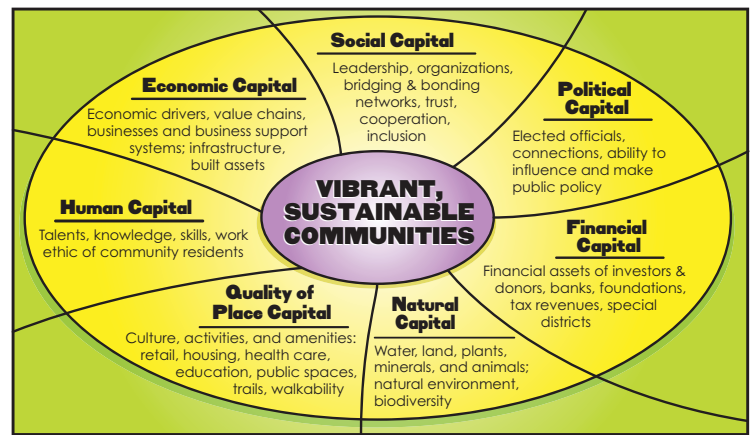 Social Capital
Leadership, organizations,
bridging & bonding
networks, trust,
cooperation,
inclusion
Economic Capital
Economic drivers, value chains,
businesses and business support
systems; infrastructure,
built assets
Political
Capital
Elected officials,
connections, ability to
influence and make
public policy
VIBRANT,
SUSTAINABLE
COMMUNITIES
Human Capital
Talents, knowledge, skills, work
ethic of community residents
Financial
Capital
Financial assets of investors &
donors, banks, foundations,
tax revenues, special
districts
Quality of
Place Capital
Culture, activities, and amenities:
retail, housing, health care,
education, public spaces,
trails, walkability
Natural
Capital
Water, land, plants,
minerals, and animals;
natural environment,
biodiversity